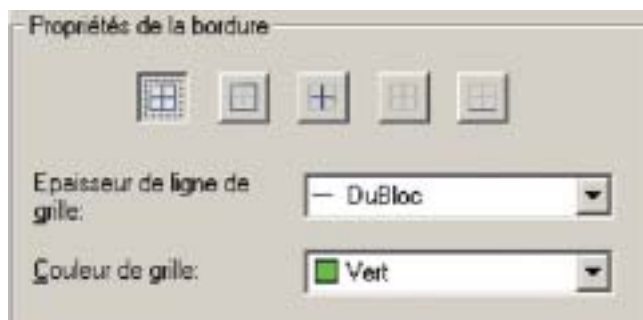 Propriétés de la bordure
Epaisseur de ligne de
grille:
DuBloc
Couleur de grille:
Vert